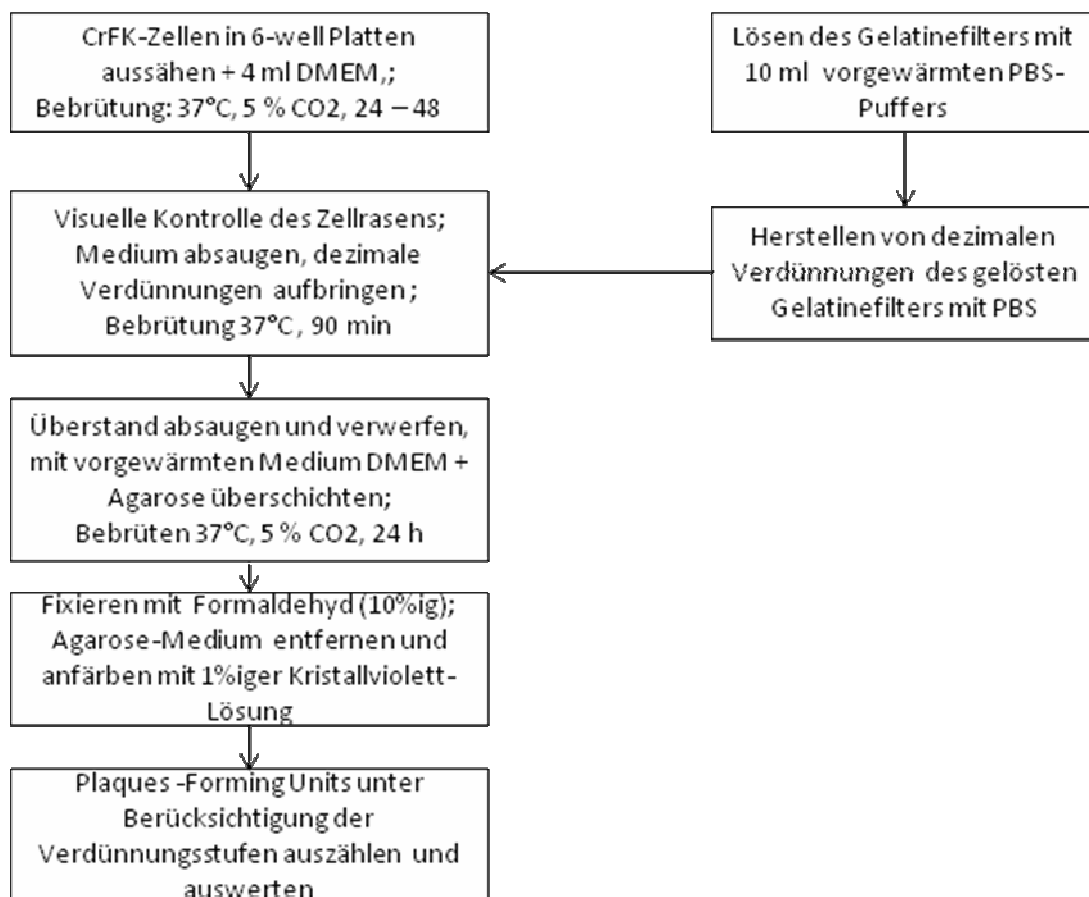 CrFK-Zellen in 6-well Platten
aussähen + 4 ml DMEM,;
Bebrütung: 37°C, 5 % CO2, 24 – 48
Lösen des Gelatinefilters mit
10 ml vorgewärmten PBS-
Puffers
Visuelle Kontrolle des Zellrasens;
Medium absaugen, dezimale
Verdünnungen aufbringen ;
Bebrütung 37°C , 90 min
Herstellen von dezimalen
Verdünnungen des gelösten
Gelatinefilters mit PBS
Überstand absaugen und verwerfen,
mit vorgewärmten Medium DMEM +
Agarose überschichten;
Bebrüten 37°C, 5 % CO2, 24 h
Fixieren mit Formaldehyd (10%ig);
Agarose-Medium entfernen und
anfärben mit 1%iger Kristallviolett-
Lösung
Plaques -Forming Units unter
Berücksichtigung der
Verdünnungsstufen auszählen und
auswerten